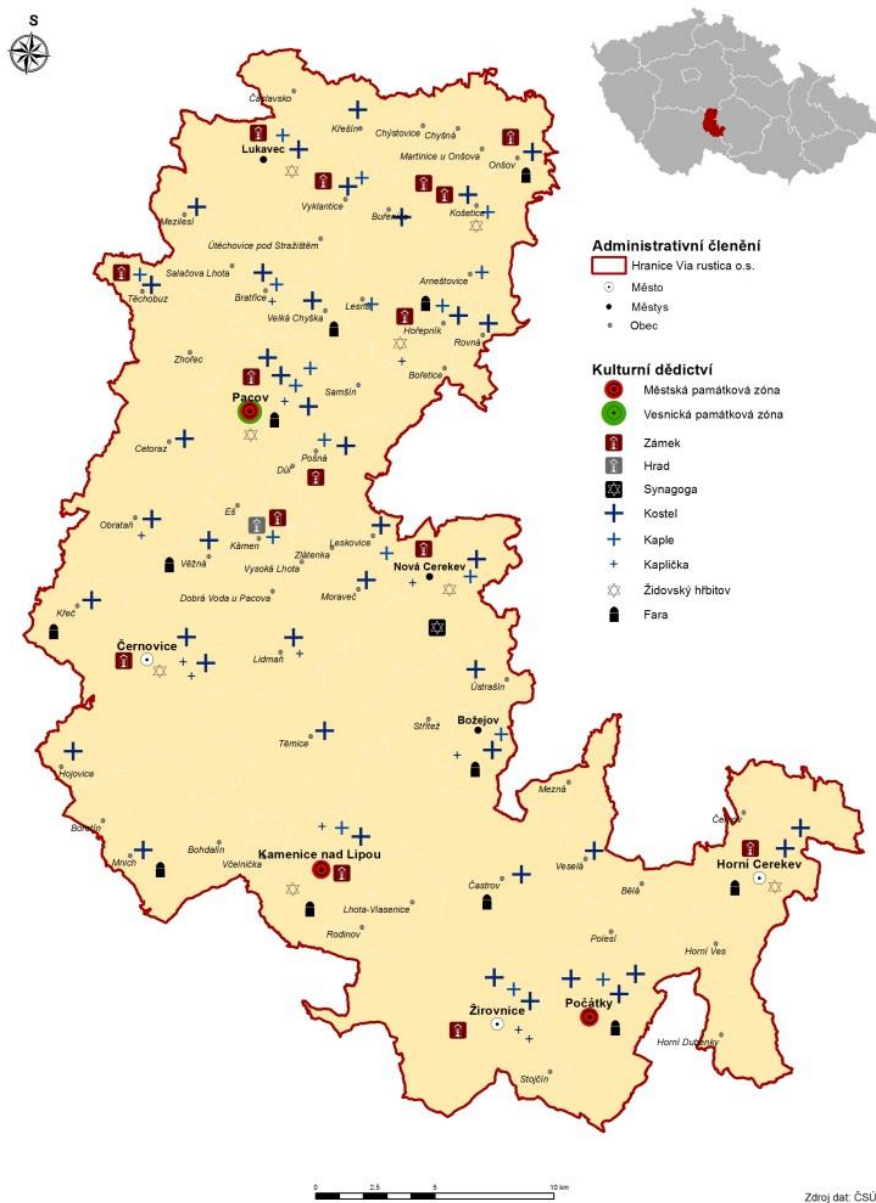 S
Čáslavsko
Křešín
Chýstovice
Chyšná
Lukavec
Martinice u Onšova
Onšov
Vyklantice
Buřenice
Košetice
Mezilesí
Útěchovice pod Stražištěm
Salačova Lhota
Arneštovice
Těchobuz
Bratřice
Lesná
Velká Chyška
Hořepník
Rovná
Zhořec
Bořetice
Samšín
Pacov
Cetoraz
Pošná
Důl
Eš
Obrataň
Kámen
Leskovice
Zlátenka
Věžná
Vysoká Lhota
Nová Cerekev
Dobrá Voda u Pacova
Moraveč
Křeč
Černovice
Lidmaň
Ústrašín
Střítež
Božejov
Těmice
Hojovice
Mezná
Čeřkov
Bohdalín
Mnich
Včelnička
Kamenice nad Lipou
Veselá
Horní Cerekev
Častrov
Bělá
Lhota-Vlasenice
Rodinov
Polesí
Horní Ves
Žirovnice
Počátky
Horní Dubenky
Stojčín
Administrativní členění
Hranice Via rustica o.s.
Město
Městys
Obec
Kulturní dědictví
Městská památková zóna
Vesnická památková zóna
Zámek
Hrad
Synagoga
Kostel
Kaple
Kaplička
Židovský hřbitov
Fara
0 2,5 5 10 km
Zdroj dat: ČSÚ